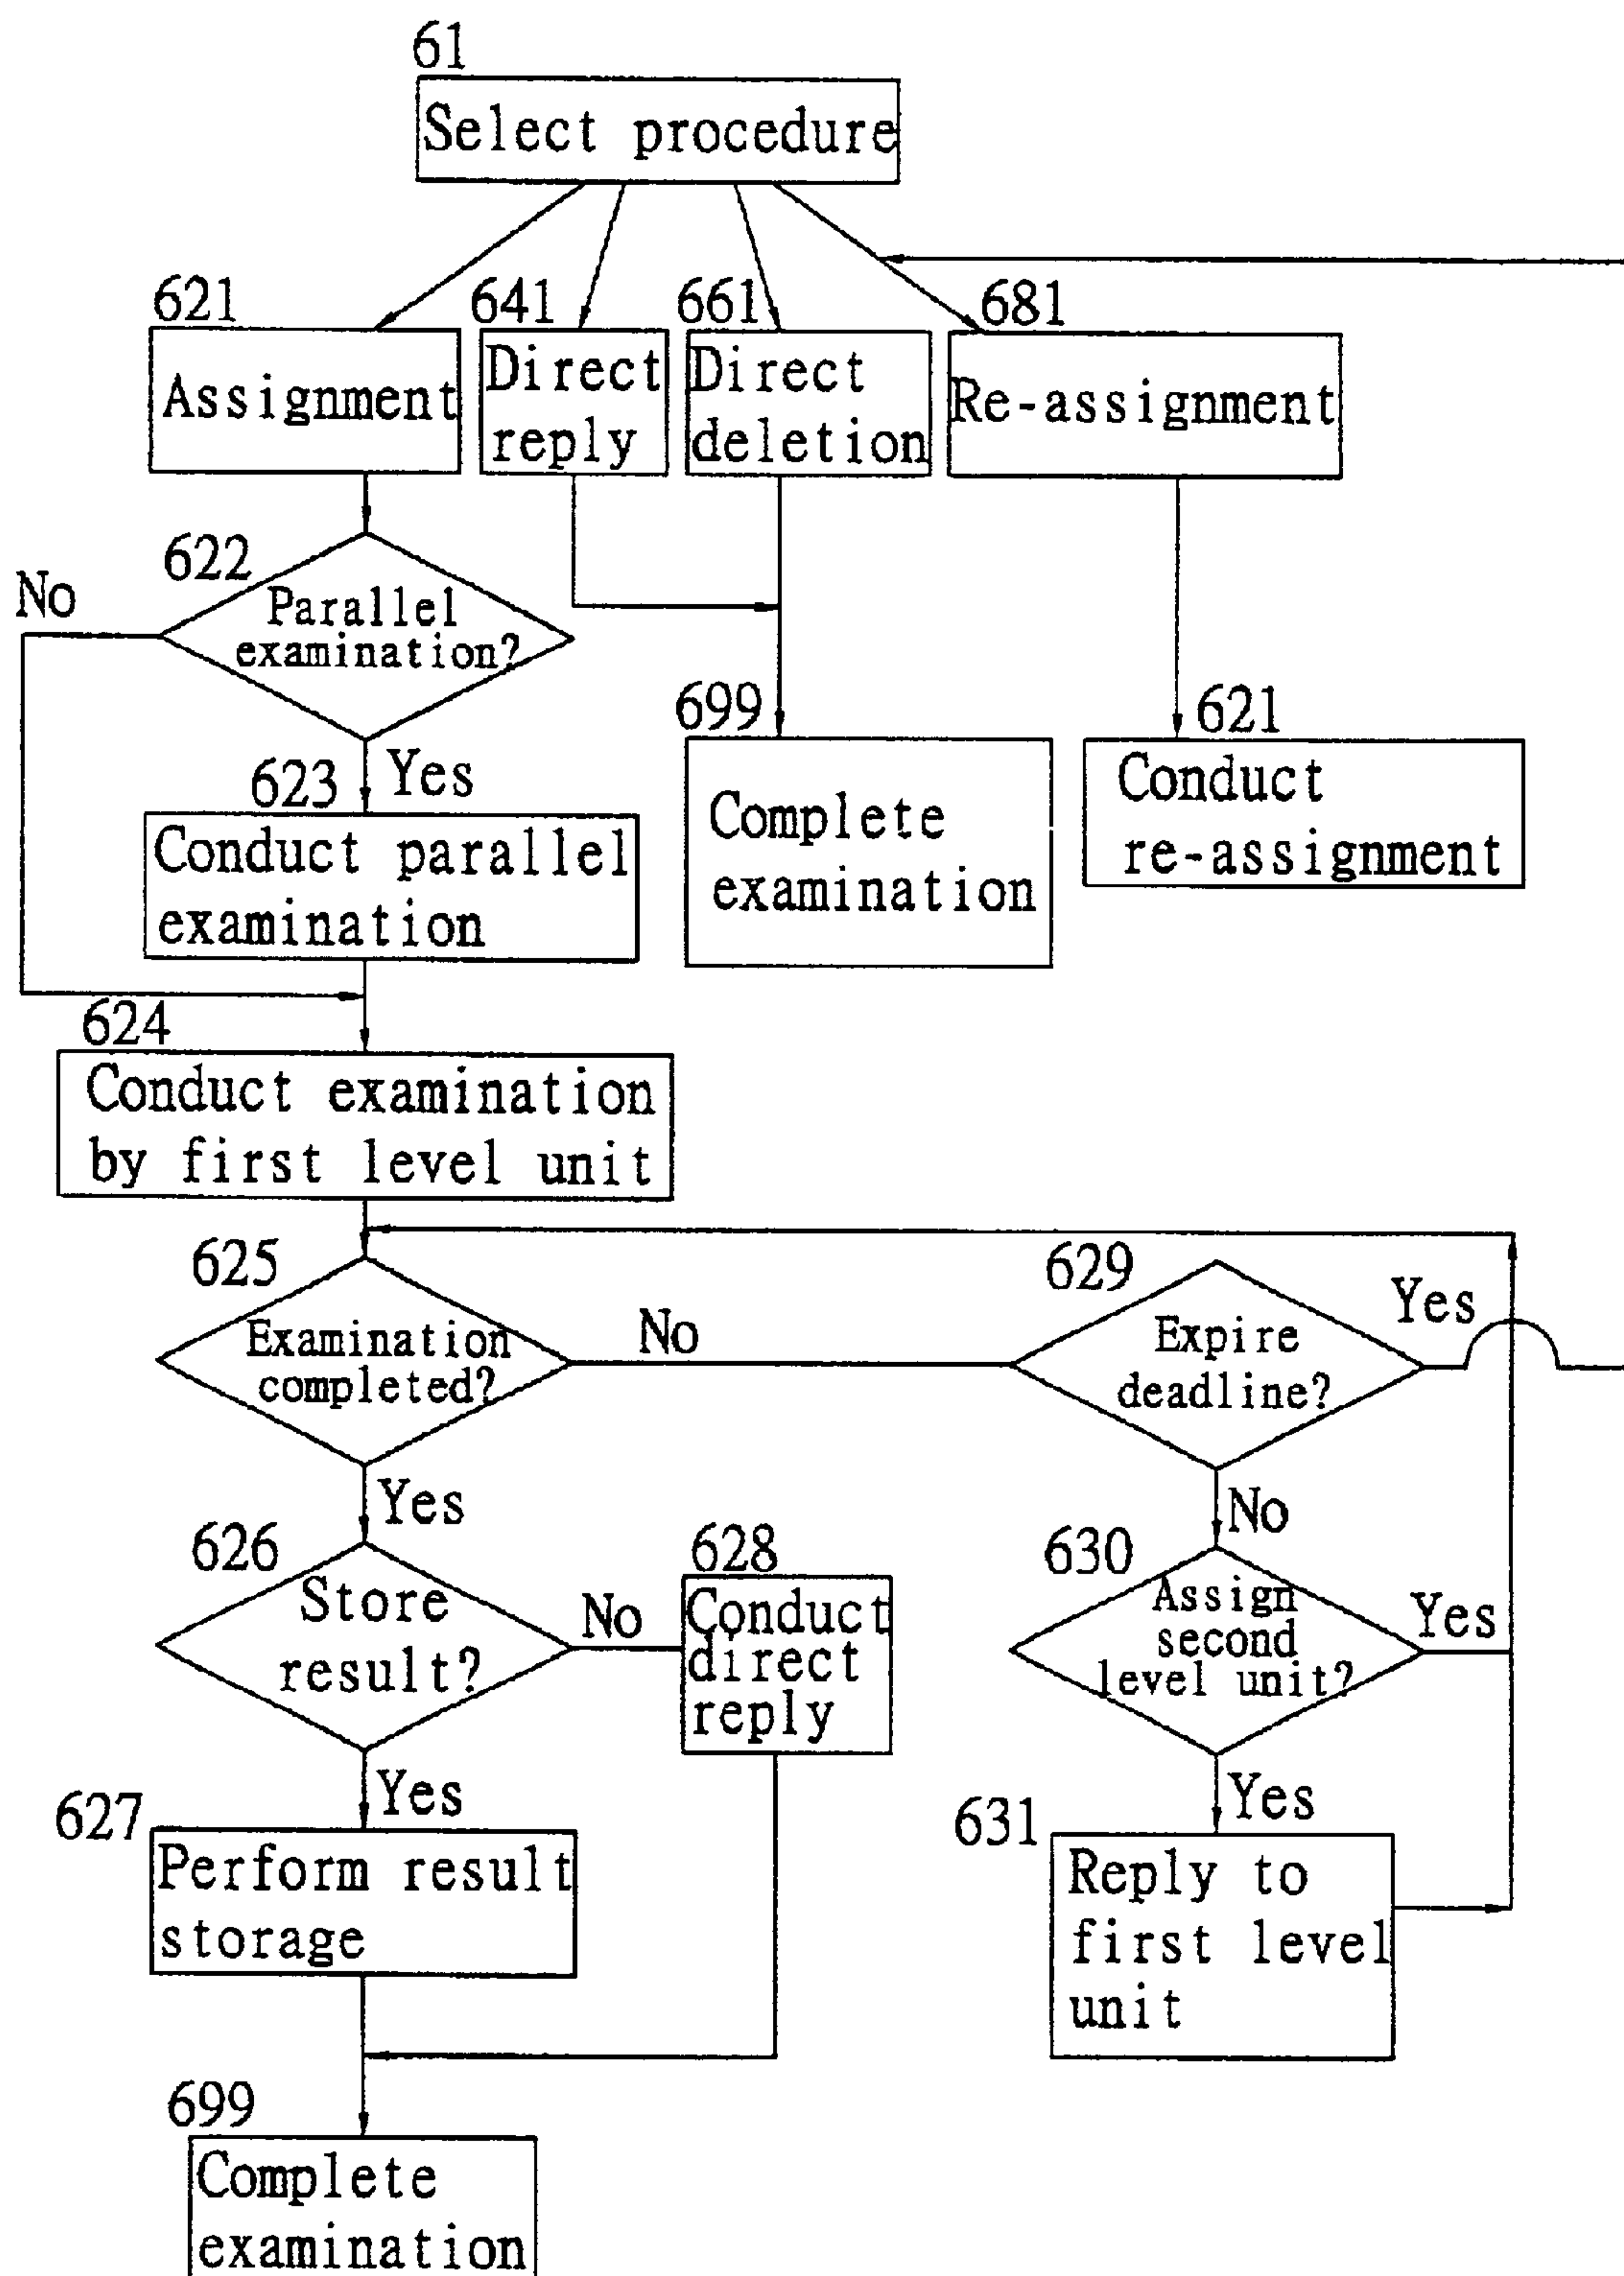 61
Select procedure
621
641
661
681
Assignment
Direct
reply
Direct
deletion
Re-assignment
622
No
Parallel
examination?
Yes
623
Conduct parallel
examination
699
Complete
examination
621
Conduct
re-assignment
624
Conduct examination
by first level unit
625
Examination
completed?
No
629
Expire
deadline?
Yes
Yes
No
626
Store
result?
No
628
Conduct
direct
reply
630
Assign
second
level unit?
Yes
Yes
627
Perform result
storage
Yes
631
Reply to
first level
unit
699
Complete
examination